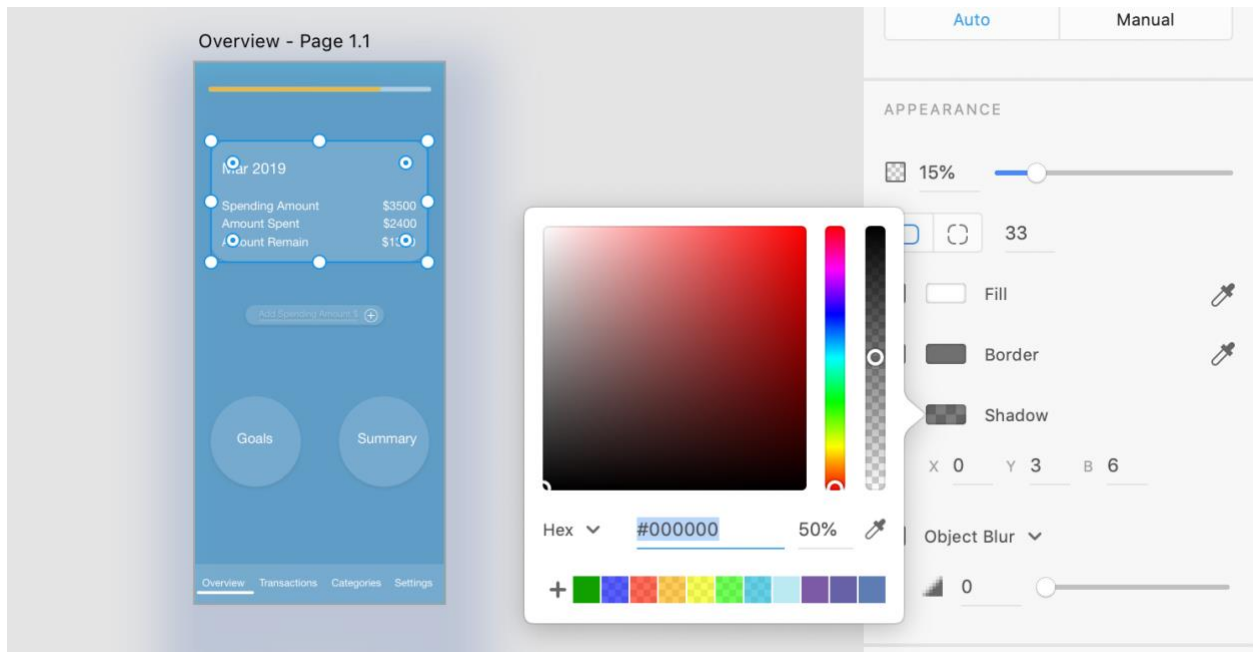 Auto Manual
Overview - Page 1.1
APPEARANCE
Mar 2019
15%
Spending Amount $3500
Amount Spent $2400
Remain
33
Add Spending Amount $
Fill
Border
Shadow
Goals Summary
X 0 Y 3 B 6
Hex #000000 50%
Object Blur
0
Overview Transactions Categories Settings